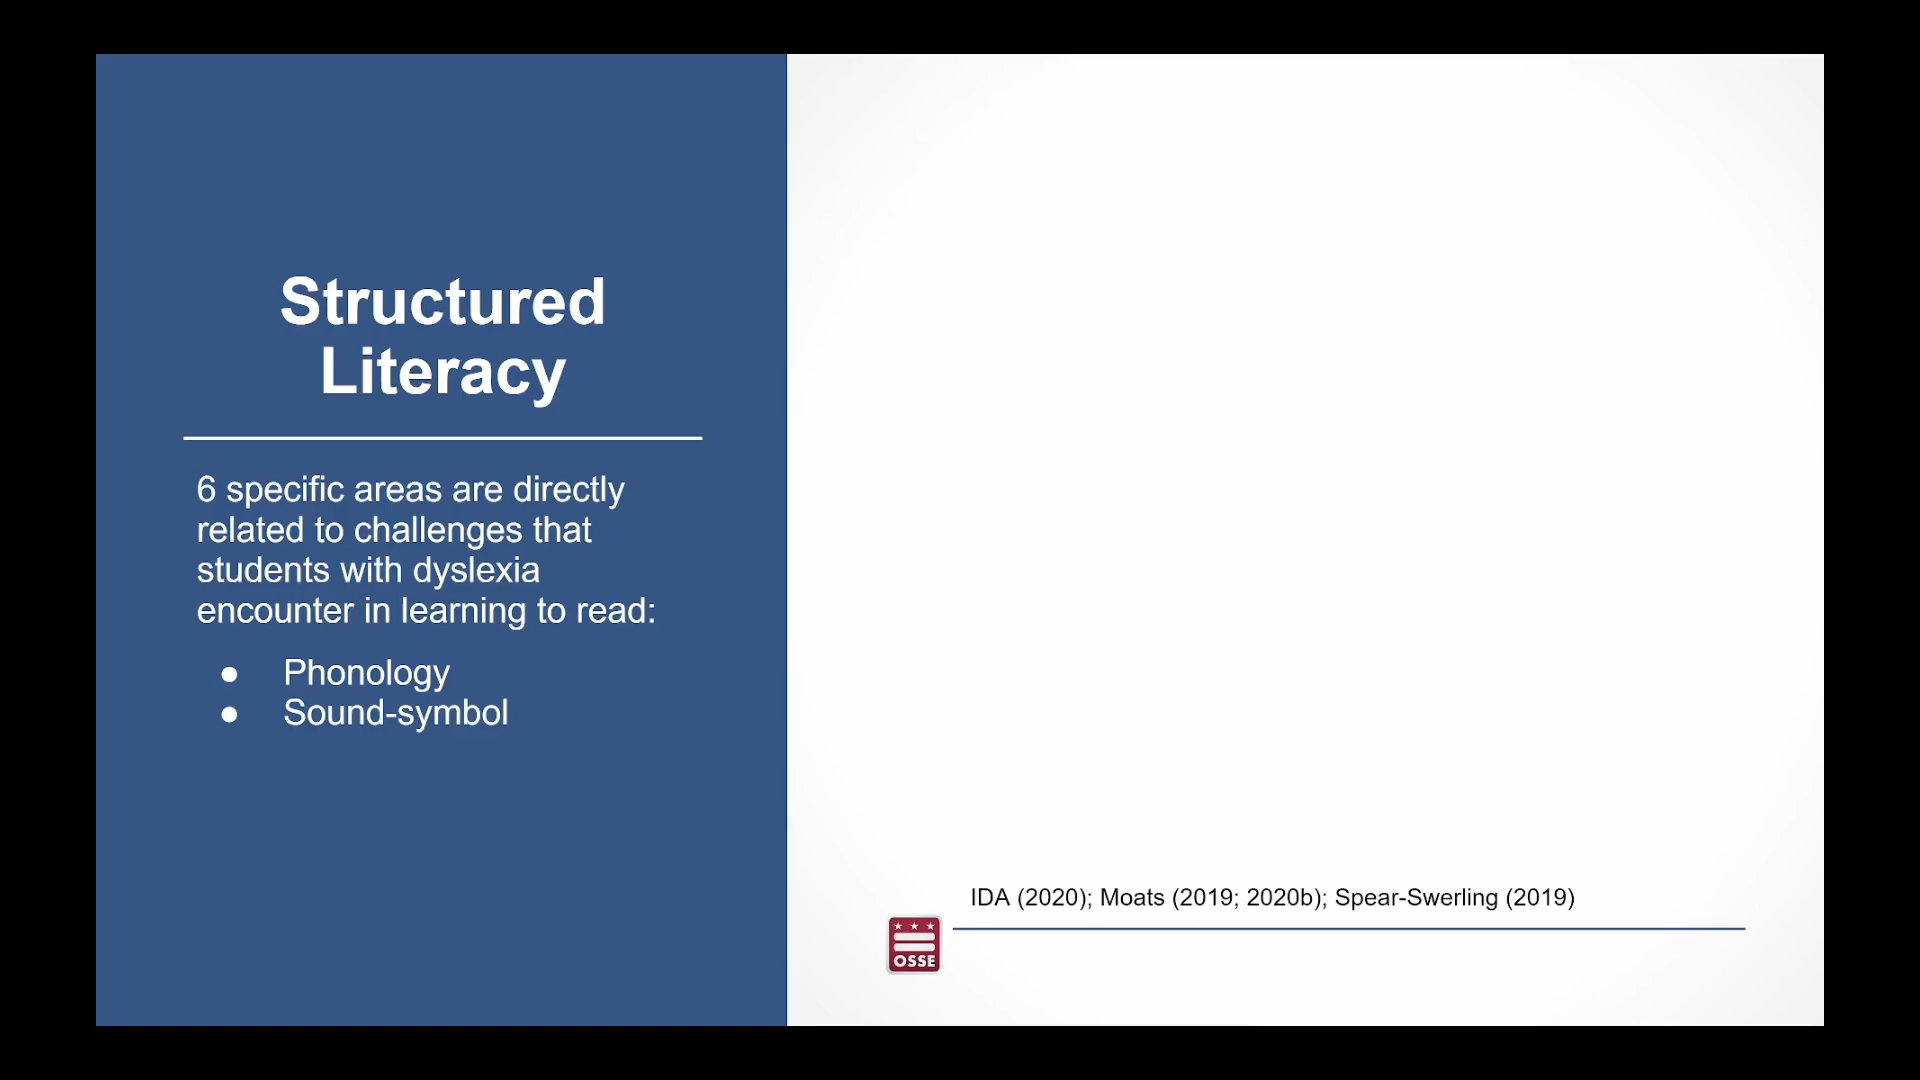 Structured
Literacy
6 specific areas are directly
related to challenges that
students with dyslexia
encounter in learning to read:
● Phonology
● Sound-symbol
IDA (2020); Moats (2019; 2020b); Spear-Swerling (2019)
OSSE